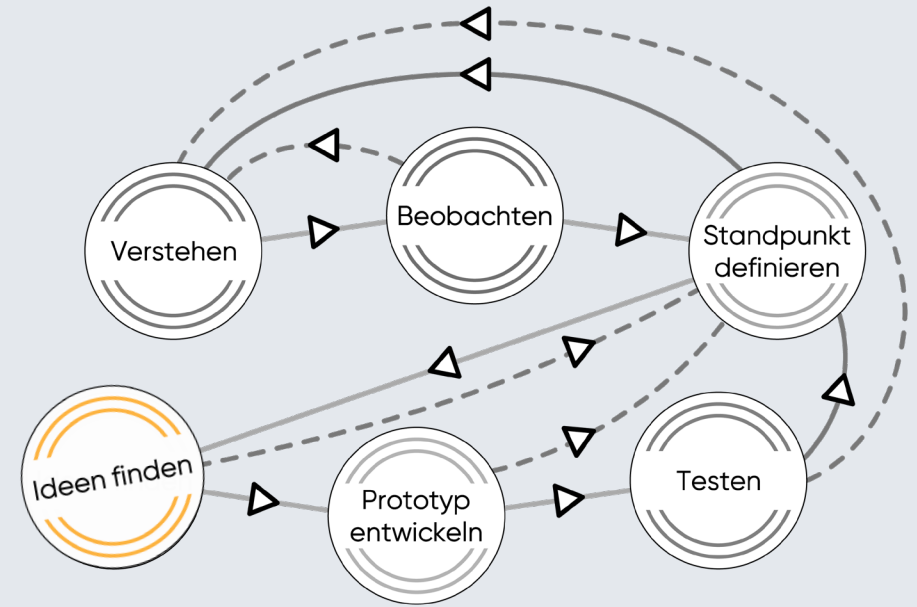 Verstehen
Beobachten
Standpunkt
definieren
Ideen finden
Prototyp
entwickeln
Testen